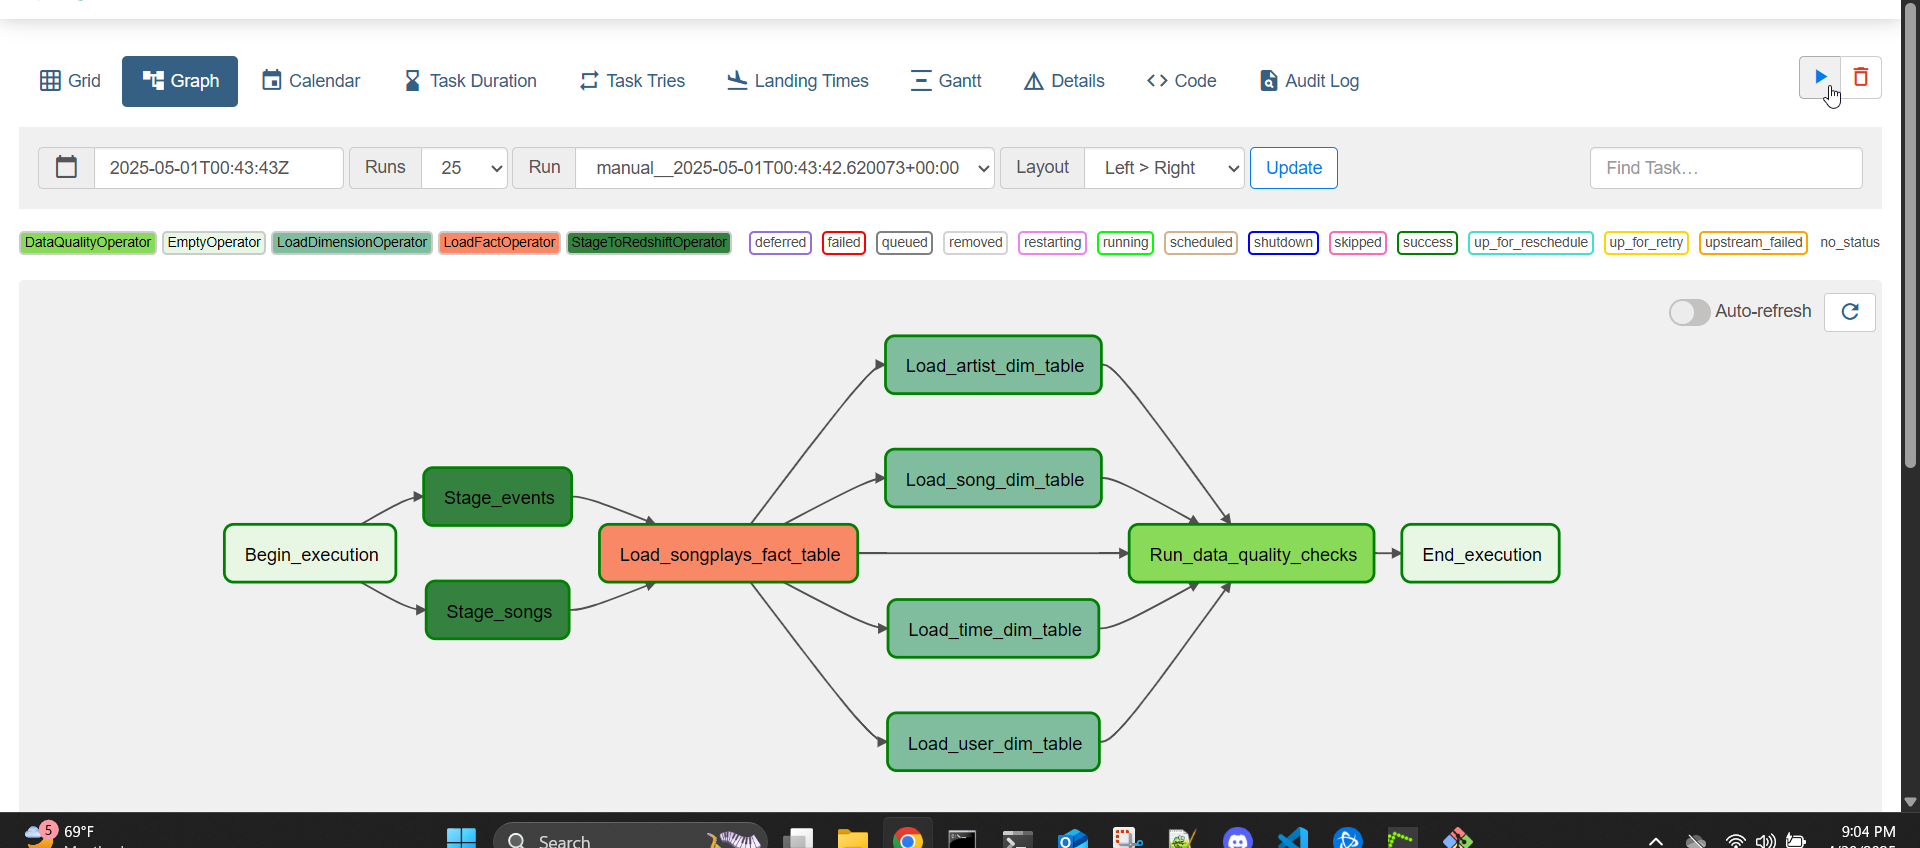 Grid Graph Calendar Task Duration Task Tries Landing Times Gantt Details Code Audit Log
2025-05-01T00:43:43Z Runs 25 Run manual__2025-05-01T00:43:42.620073+00:00 Layout Left > Right Update Find Task...
DataQualityOperator EmptyOperator LoadDimensionOperator LoadFactOperator StageToRedshiftOperator deferred failed queued removed restarting running scheduled shutdown skipped success up_for_reschedule up_for_retry upstream_failed no_status
Auto-refresh
Load_artist_dim_table
Load_song_dim_table
Stage_events
Begin_execution Load_songplays_fact_table Run_data_quality_checks End_execution
Stage_songs
Load_time_dim_table
Load_user_dim_table
5 69°F
Search
9:04 PM